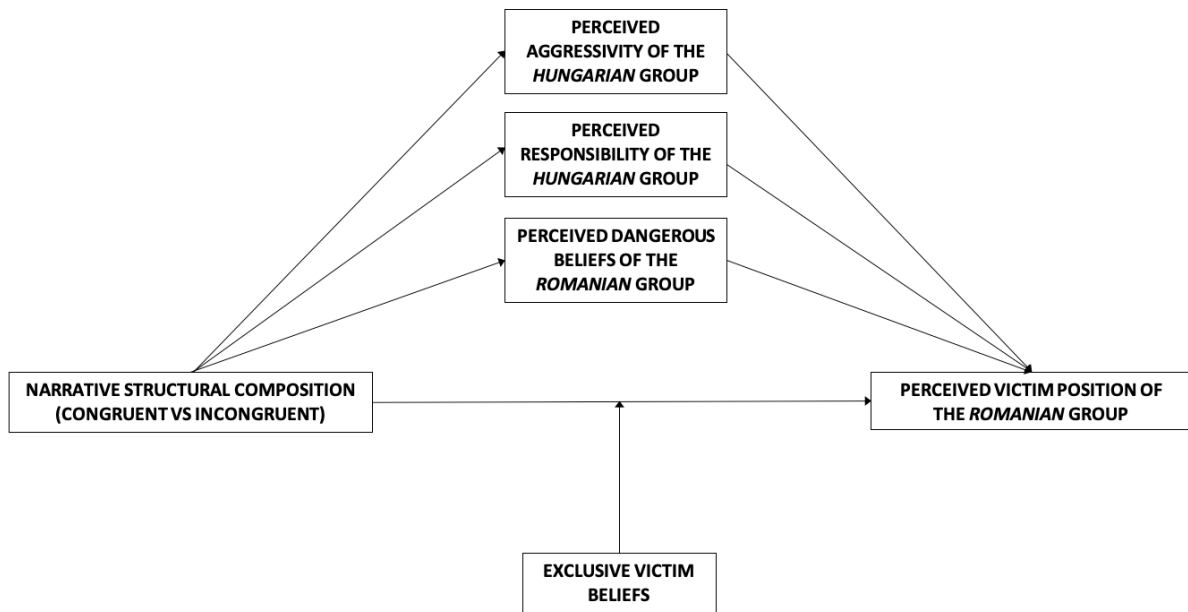 PERCEIVED
AGGRESSIVITY OF THE
HUNGARIAN GROUP
PERCEIVED
RESPONSIBILITY OF THE
HUNGARIAN GROUP
PERCEIVED DANGEROUS
BELIEFS OF THE
ROMANIAN GROUP
NARRATIVE STRUCTURAL COMPOSITION
(CONGRUENT VS INCONGRUENT)
PERCEIVED VICTIM POSITION OF
THE ROMANIAN GROUP
EXCLUSIVE VICTIM
BELIEFS